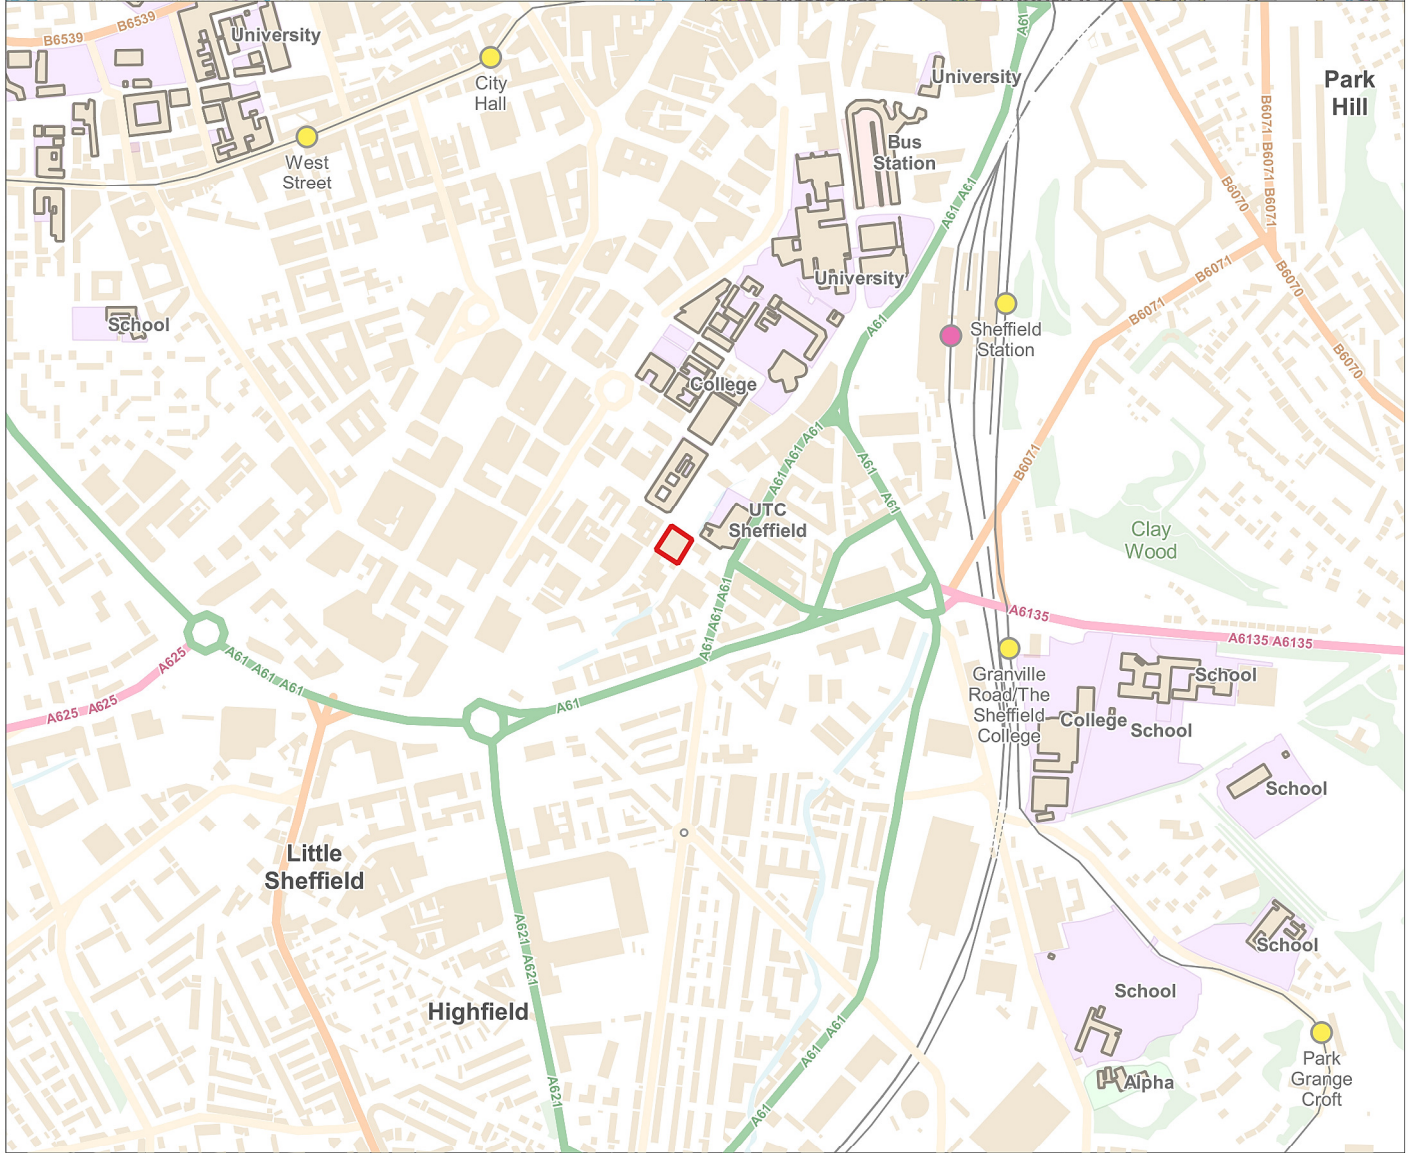 B6539
B6539
University
City
Hall
West
Street
A61
University
Bus
Station
Park
Hill
B6071 B6071 B6071
B6070
A61 A61
University
B6071
B6071
B6070
School
A61
Sheffield
Station
B6070
College
A61 A61 A61
A61
A61
B6071
UTC
Sheffield
Clay
Wood
A61 A61 A61
A6135
A6135 A6135
A625
A61 A61 A61
A625 A625
A61
Granville
Road/The
Sheffield
College
School
College
School
School
Little
Sheffield
A621 A621
School
Highfield
School
A61 A61
Park
Grange
Croft
A621
Alpha
A61